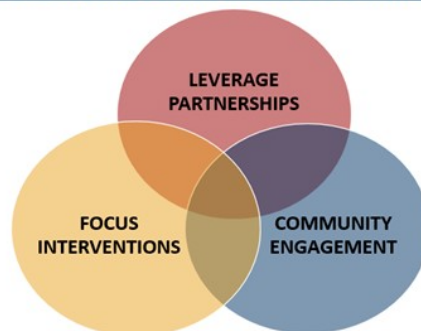 LEVERAGE
PARTNERSHIPS
FOCUS
INTERVENTIONS
COMMUNITY
ENGAGEMENT